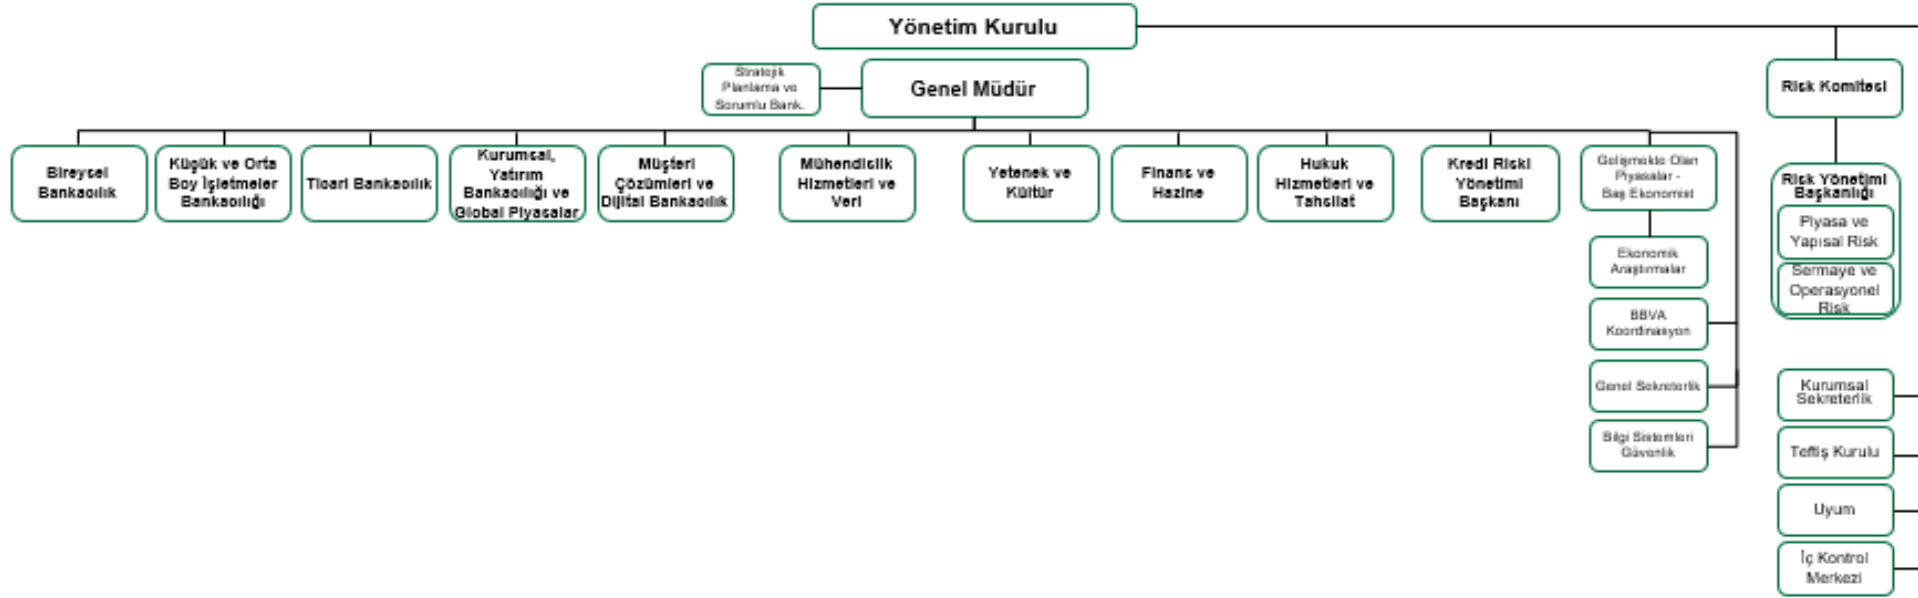 Yönetim Kurulu
Stratejik
Planlama ve
Sorumlu Bank.
Genel Müdür
Risk Komitesi
Bireysel
Bankacılık
Küçük ve Orta
Boy İşletmeler
Bankacılığı
Ticari Bankacılık
Kurumsal,
Yatırım
Bankacılığı ve
Global Piyasalar
Müşteri
Çözümleri ve
Dijital Bankacılık
Mühendislik
Hizmetleri ve
Veri
Yetenek ve
Kültür
Finans ve
Hazine
Hukuk
Hizmetleri ve
Tahsilat
Kredi Riski
Yönetimi
Başkanı
Gelişmekte Olan
Piyasalar -
Baş Ekonomist
Ekonomik
Araştırmalar
BBVA
Koordinasyon
Genel Sekreterlik
Bilgi Sistemleri
Güvenlik
Risk Yönetimi
Başkanlığı
Piyasa ve
Yapısal Risk
Sermaye ve
Operasyonel
Risk
Kurumsal
Sekreterlik
Teftiş Kurulu
Uyum
İç Kontrol
Merkezi